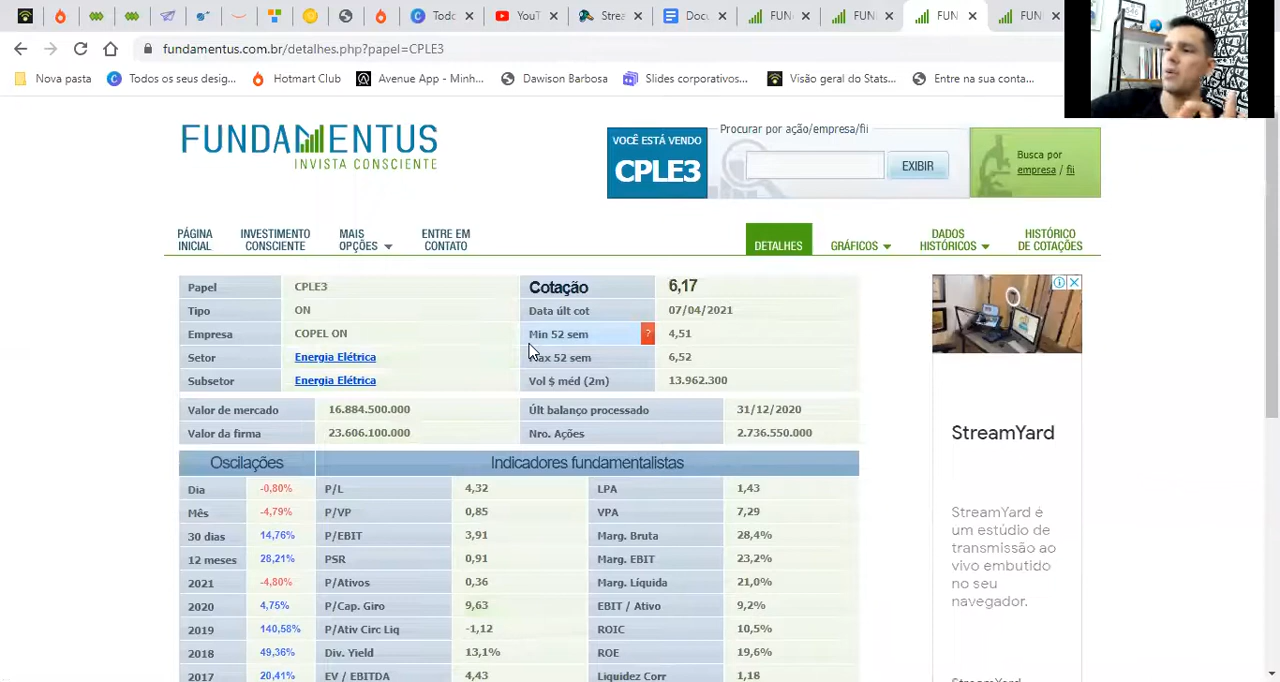 Todo
YouT
Strea
Docu
FUN
FUN
FUN
FUN
fundamentus.com.br/detalhes.php?papel=CPLE3
Nova pasta
Todos os seus desig...
Hotmart Club
Avenue App - Minh...
Dawison Barbosa
Slides corporativos...
Visão geral do Stats...
Entre na sua conta...
FUNDAMENTUS
INVISTA CONSCIENTE
VOCÊ ESTÁ VENDO
CPLE3
Procurar por ação/empresa/fii
EXIBIR
Busca por
empresa / fii
PÁGINA
INICIAL
INVESTIMENTO
CONSCIENTE
MAIS
OPÇÕES
ENTRE EM
CONTATO
DETALHES
GRÁFICOS
DADOS
HISTÓRICOS
HISTÓRICO
DE COTAÇÕES
Papel CPLE3 Cotação 6,17
Tipo ON Data últ cot 07/04/2021
Empresa COPEL ON Min 52 sem ? 4,51
Setor Energia Elétrica Max 52 sem 6,52
Subsetor Energia Elétrica Vol $ méd (2m) 13.962.300
Valor de mercado 16.884.500.000 Últ balanço processado 31/12/2020
Valor da firma 23.606.100.000 Nro. Ações 2.736.550.000
Oscilações Indicadores fundamentalistas
Dia -0,80% P/L 4,32 LPA 1,43
Mês -4,79% P/VP 0,85 VPA 7,29
30 dias 14,76% P/EBIT 3,91 Marg. Bruta 28,4%
12 meses 28,21% PSR 0,91 Marg. EBIT 23,2%
2021 -4,80% P/Ativos 0,36 Marg. Líquida 21,0%
2020 4,75% P/Cap. Giro 9,63 EBIT / Ativo 9,2%
2019 140,58% P/Ativ Circ Liq -1,12 ROIC 10,5%
2018 49,36% Div. Yield 13,1% ROE 19,6%
2017 20,41% EV / EBITDA 4,43 Liquidez Corr 1,18
StreamYard
StreamYard é
um estúdio de
transmissão ao
vivo embutido
no seu
navegador.
StreamYard